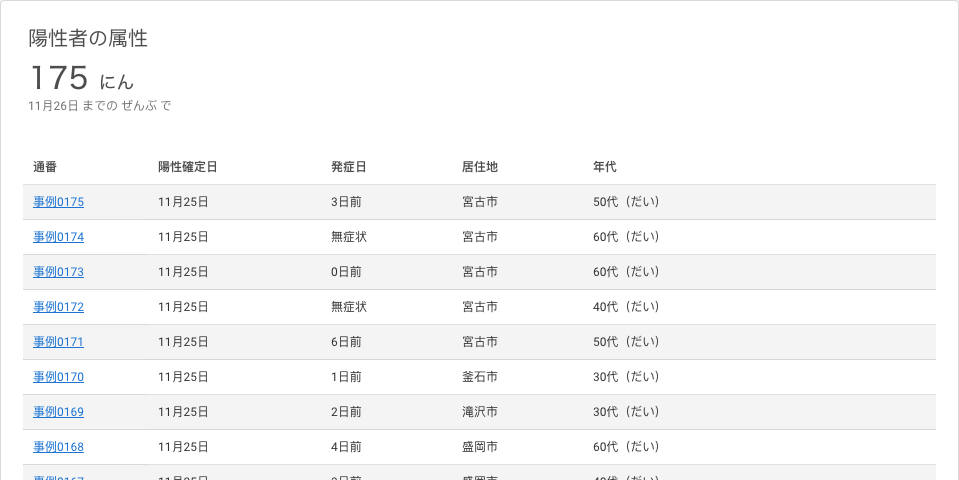 陽性者の属性
175 にん
11月26日 までの ぜんぶ で
通番 陽性確定日 発症日 居住地 年代
事例0175 11月25日 3日前 宮古市 50代（だい）
事例0174 11月25日 無症状 宮古市 60代（だい）
事例0173 11月25日 0日前 宮古市 60代（だい）
事例0172 11月25日 無症状 宮古市 40代（だい）
事例0171 11月25日 6日前 宮古市 50代（だい）
事例0170 11月25日 1日前 釜石市 30代（だい）
事例0169 11月25日 2日前 滝沢市 30代（だい）
事例0168 11月25日 4日前 盛岡市 60代（だい）